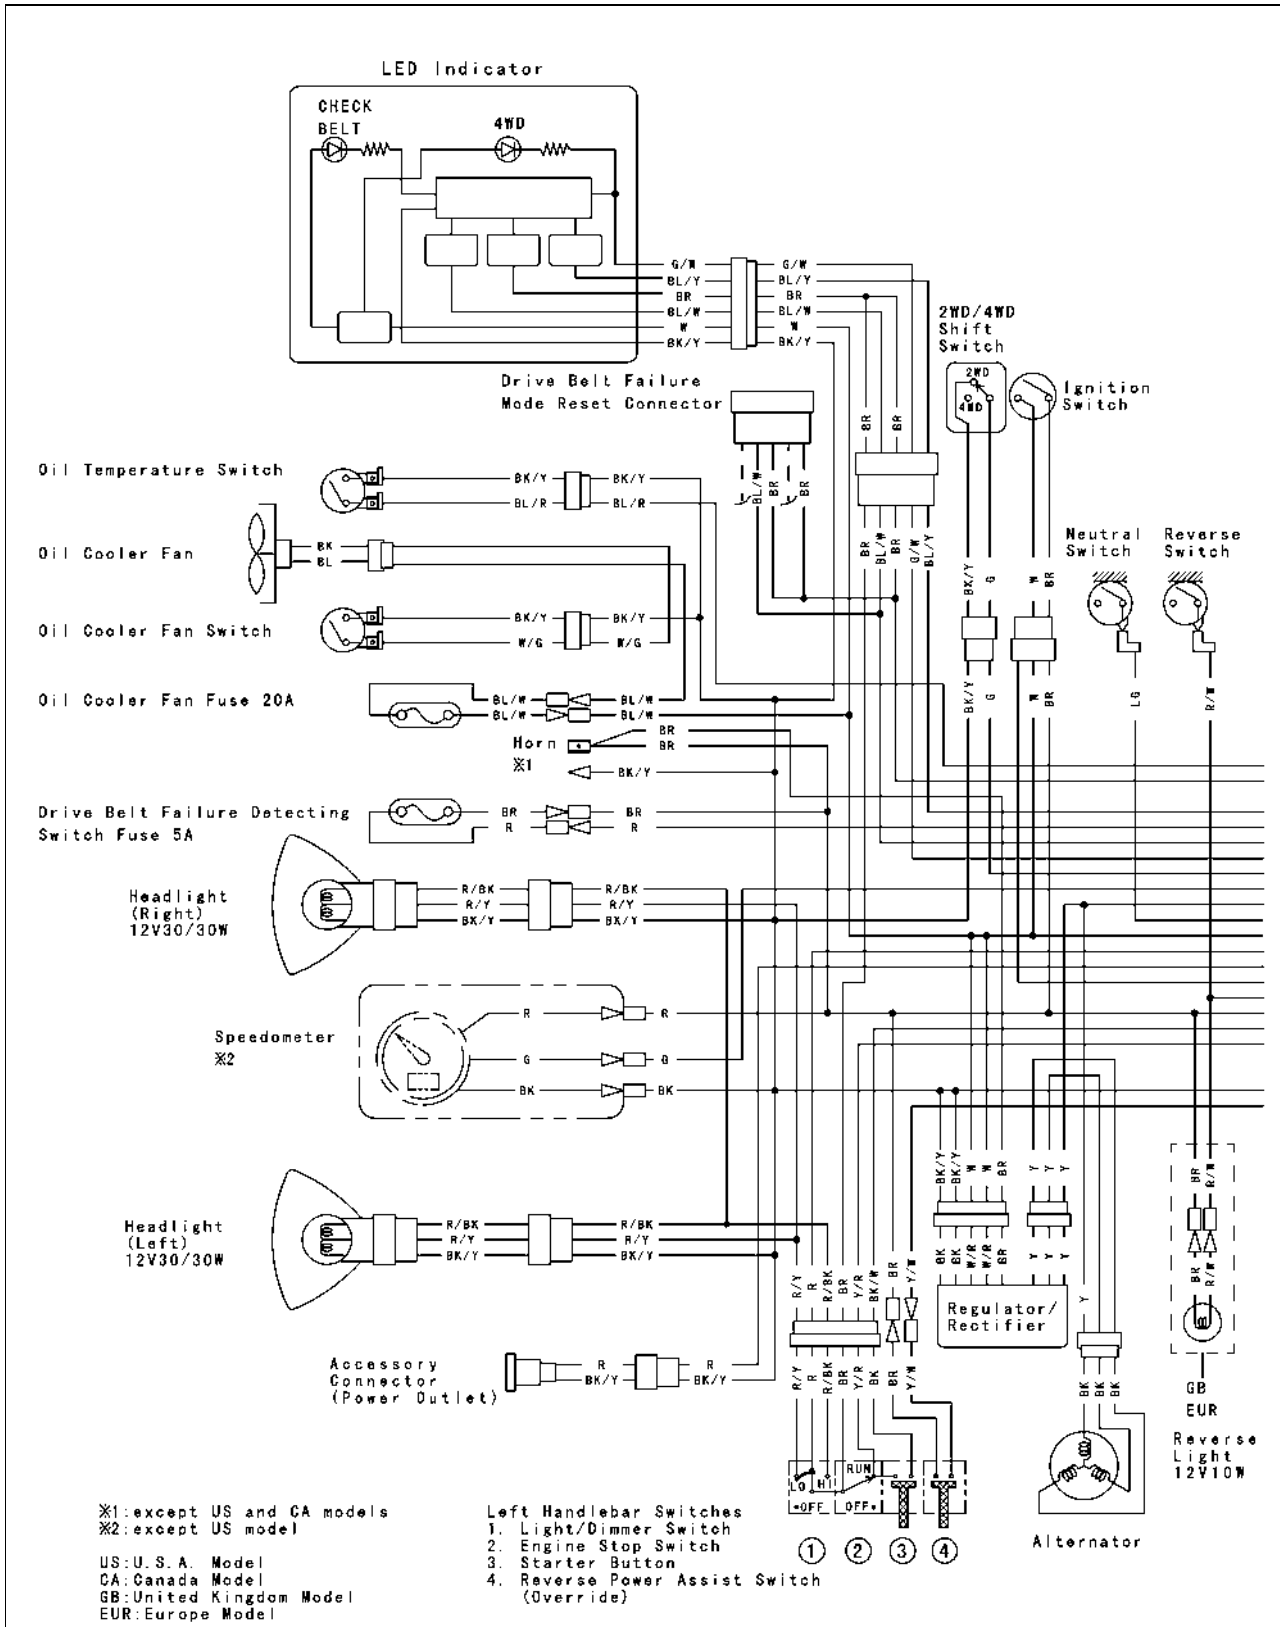 LED Indicator
CHECK
BELT
4WD
G/W G/W
BL/Y BL/Y
BR BR
BL/W BL/W
W W
BK/Y BK/Y
2WD/4WD
Shift
Switch
2WD
4WD
Ignition
Switch
Drive Belt Failure
Mode Reset Connector
BR BR
BL/W BR BR
Oil Temperature Switch
BK/Y BK/Y
BL/R BL/R
Neutral
Switch
Reverse
Switch
Oil Cooler Fan
BK
BL
BR BL/W BR G/W BL/Y
BK/Y G W BR
Oil Cooler Fan Switch
BK/Y BK/Y
W/G W/G
Oil Cooler Fan Fuse 20A
BL/W BL/W
BL/W BL/W
BK/Y G W BR LG R/W
Horn
※1
BR
BR
BK/Y
Drive Belt Failure Detecting
Switch Fuse 5A
BR BR
R R
Headlight
(Right)
12V30/30W
R/BK R/BK
R/Y R/Y
BK/Y BK/Y
Speedometer
※2
R R
G G
BK BK
BK/Y BK/Y W W BR Y Y Y
BR R/W
Headlight
(Left)
12V30/30W
R/BK R/BK
R/Y R/Y
BK/Y BK/Y
BK BK W/R W/R BR Y Y Y
R/Y R R/BK BR Y/R BK/W BR Y/W
Y
BR R/W
Regulator/
Rectifier
Accessory
Connector
(Power Outlet)
R R
BK/Y BK/Y
R/Y R R/BK BR Y/R BK BR Y/W
BK BK BK
GB
EUR
Reverse
Light
12V10W
LO HI RUN
•OFF OFF•
① ② ③ ④
Alternator
※1:except US and CA models
※2:except US model
US:U.S.A. Model
CA:Canada Model
GB:United Kingdom Model
EUR:Europe Model
Left Handlebar Switches
1. Light/Dimmer Switch
2. Engine Stop Switch
3. Starter Button
4. Reverse Power Assist Switch
(Override)